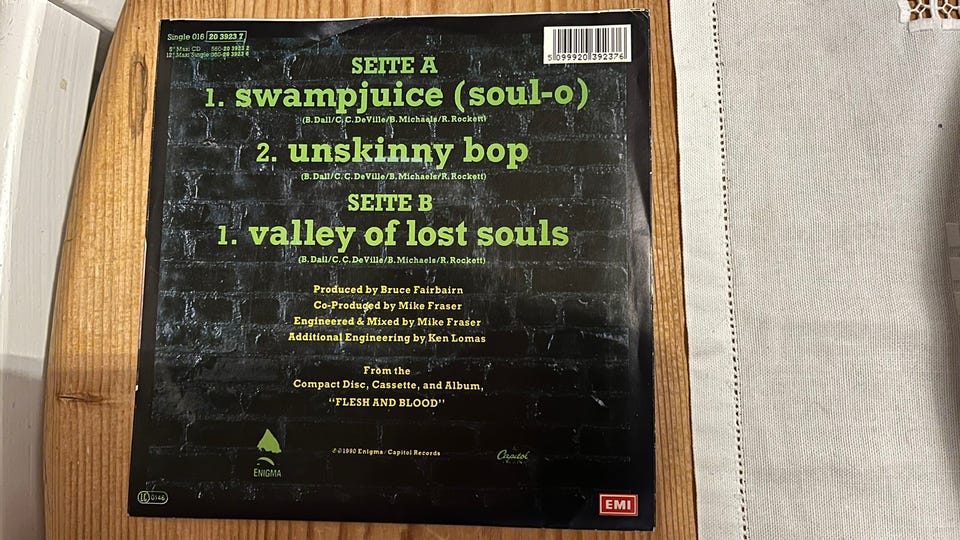 Single 016 20 3923 7
5" Maxi CD 560-20 3923 2
12" Maxi Single 060-20 3923 6
5 099920 392376
SEITE A
1. swampjuice (soul-o)
(B. Dall/C. C. DeVille/B. Michaels/R. Rockett)
2. unskinny bop
(B. Dall/C. C. DeVille/B. Michaels/R. Rockett)
SEITE B
1. valley of lost souls
(B. Dall/C. C. DeVille/B. Michaels/R. Rockett)
Produced by Bruce Fairbairn
Co-Produced by Mike Fraser
Engineered & Mixed by Mike Fraser
Additional Engineering by Ken Lomas
From the
Compact Disc, Cassette, and Album,
"FLESH AND BLOOD"
ENIGMA
℗ © 1990 Enigma/Capitol Records
Capitol
LC 0146
EMI